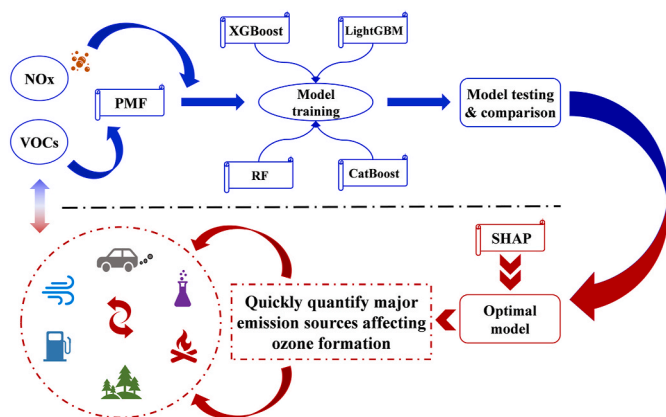 XGBoost
LightGBM
NOx
PMF
Model
training
Model testing
& comparison
VOCs
RF
CatBoost
SHAP
Quickly quantify major
emission sources affecting
ozone formation
Optimal
model